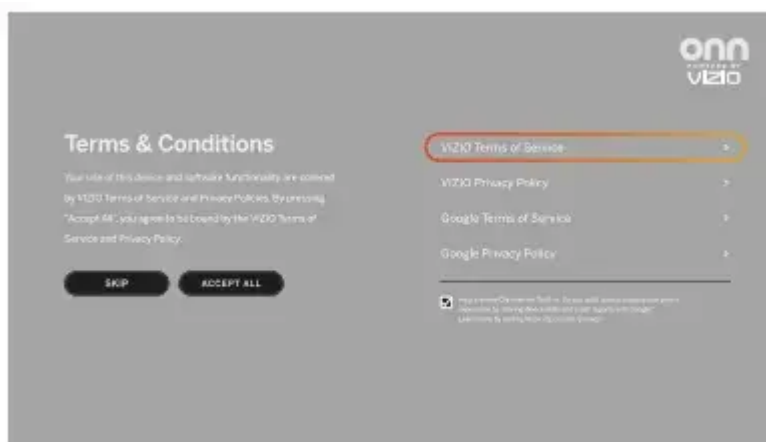 onn
POWERED BY
VIZIO
Terms & Conditions
Your use of this device and software functionality are covered
by VIZIO Terms of Service and Privacy Policies. By pressing
"Accept All", you agree to be bound by the VIZIO Terms of
Service and Privacy Policy.
SKIP
ACCEPT ALL
VIZIO Terms of Service
VIZIO Privacy Policy
Google Terms of Service
Google Privacy Policy